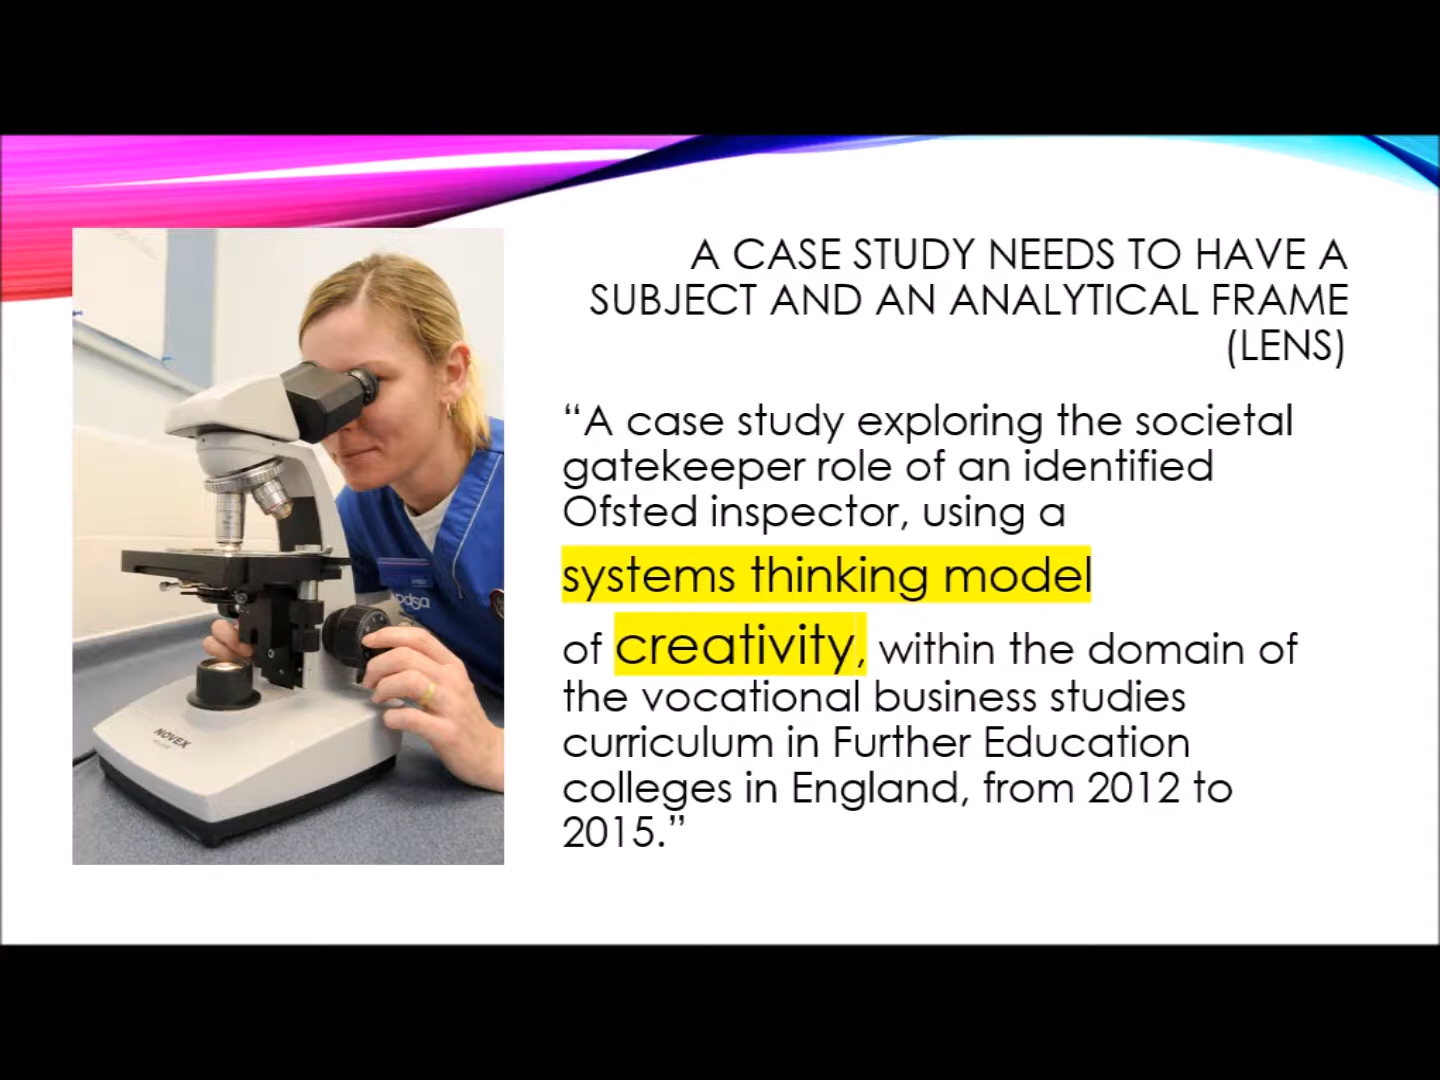 A CASE STUDY NEEDS TO HAVE A
SUBJECT AND AN ANALYTICAL FRAME
(LENS)
“A case study exploring the societal
gatekeeper role of an identified
Ofsted inspector, using a
systems thinking model
of creativity, within the domain of
the vocational business studies
curriculum in Further Education
colleges in England, from 2012 to
2015.”
pdsa
NOVEX